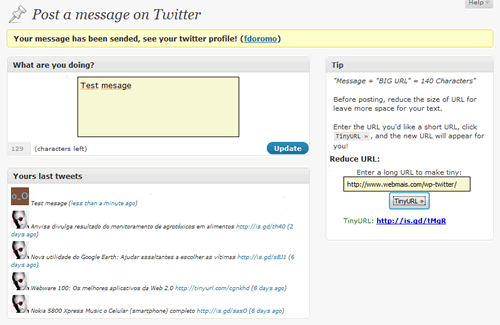 Help
Post a message on Twitter
Your message has been sended, see your twitter profile! (fdoromo)
What are you doing?
Test mesage
129 (characters left) Update
Yours last tweets
o_O
Test mesage (less than a minute ago)
Anvisa divulga resultado do monitoramento de agrotóxicos em alimentos http://is.gd/th40 (2
days ago)
Nova utilidade do Google Earth: Ajudar assaltantes a escolher as vítimas http://is.gd/s8J1 (6
days ago)
Webware 100: Os melhores aplicativos da Web 2.0 http://tinyurl.com/cgnkhd (8 days ago)
Nokia 5800 Xpress Music o Celular (smartphone) completo http://is.gd/sasO (8 days ago)
Tip
"Message + "BIG URL" = 140 Characters"
Before posting, reduce the size of URL for
leave more space for your text.
Enter the URL you'd like a short URL, click
TinyURL », and the new URL will appear for
you!
Reduce URL:
Enter a long URL to make tiny:
http://www.webmais.com/wp-twitter/
TinyURL »
TinyURL: http://is.gd/tMqR